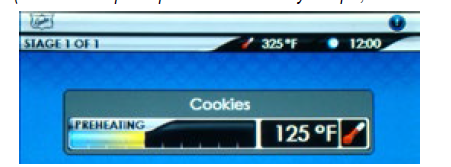 STAGE 1 OF 1 325°F 12:00
Cookies
PREHEATING
125 °F